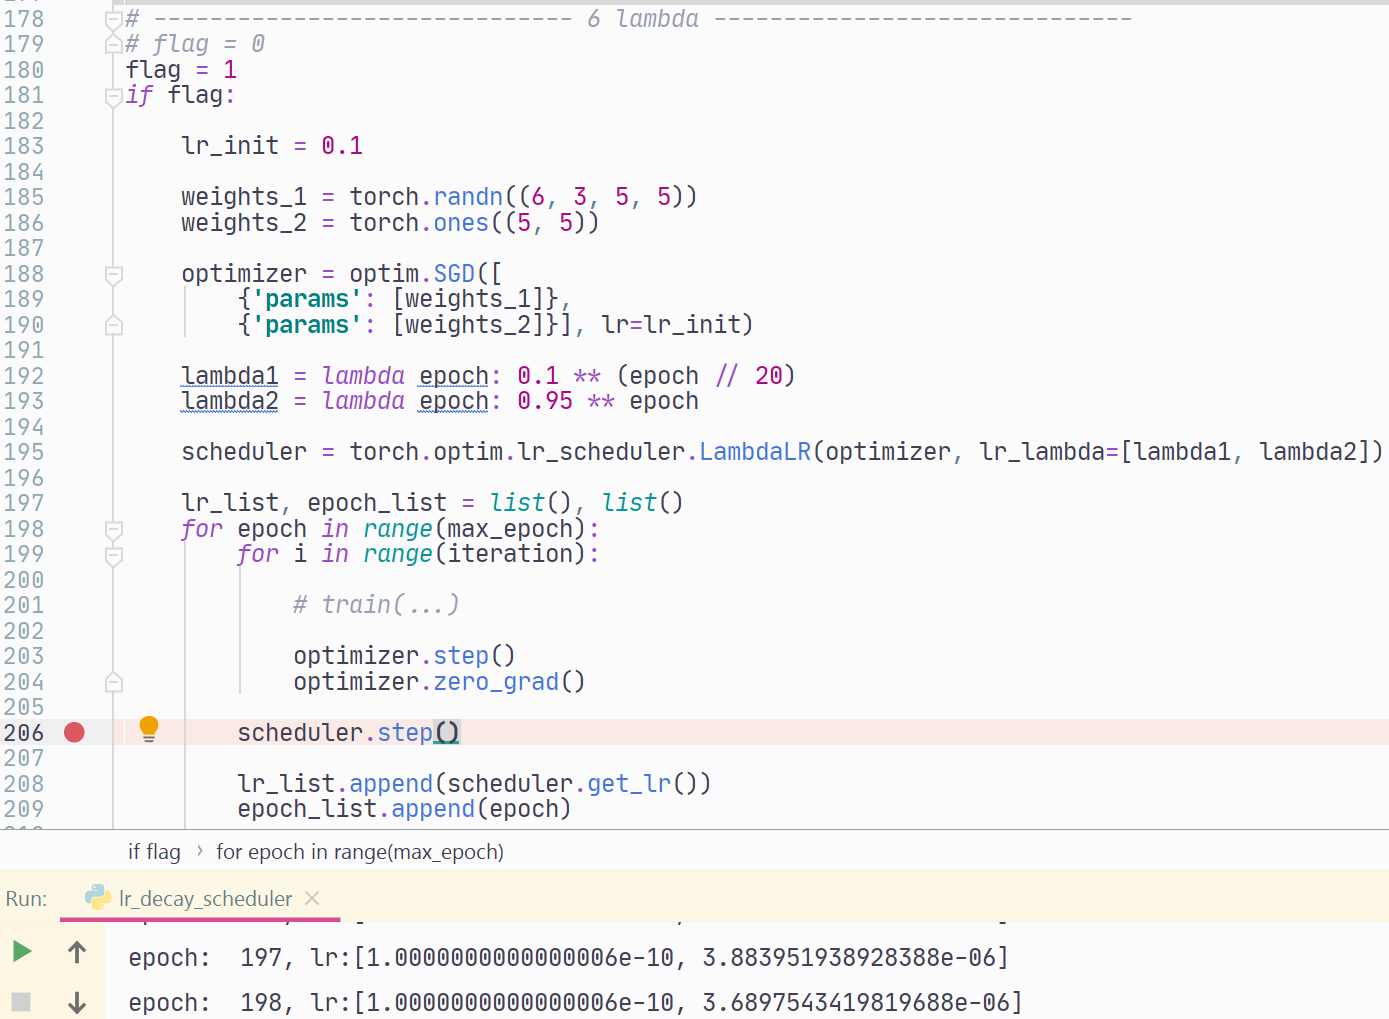 178 # ------------------------------ 6 lambda ------------------------------
179 # flag = 0
180 flag = 1
181 if flag:
182
183 lr_init = 0.1
184
185 weights_1 = torch.randn((6, 3, 5, 5))
186 weights_2 = torch.ones((5, 5))
187
188 optimizer = optim.SGD([
189 {'params': [weights_1]},
190 {'params': [weights_2]}], lr=lr_init)
191
192 lambda1 = lambda epoch: 0.1 ** (epoch // 20)
193 lambda2 = lambda epoch: 0.95 ** epoch
194
195 scheduler = torch.optim.lr_scheduler.LambdaLR(optimizer, lr_lambda=[lambda1, lambda2])
196
197 lr_list, epoch_list = list(), list()
198 for epoch in range(max_epoch):
199 for i in range(iteration):
200
201 # train(...)
202
203 optimizer.step()
204 optimizer.zero_grad()
205
206 scheduler.step()
207
208 lr_list.append(scheduler.get_lr())
209 epoch_list.append(epoch)
if flag › for epoch in range(max_epoch)
Run: lr_decay_scheduler
epoch: 197, lr:[1.0000000000000006e-10, 3.883951938928388e-06]
epoch: 198, lr:[1.0000000000000006e-10, 3.6897543419819688e-06]